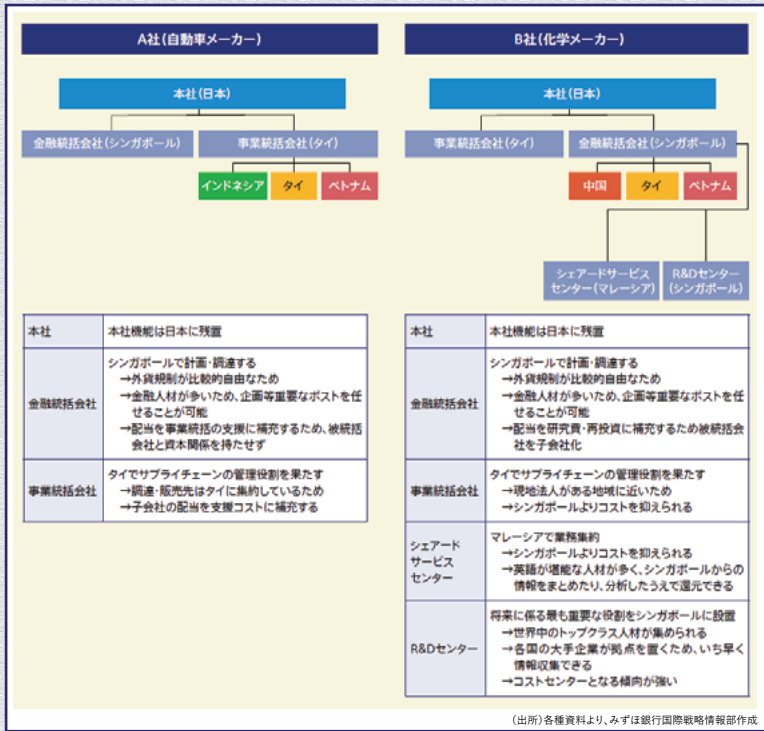 A社(自動車メーカー)
本社(日本)
金融統括会社(シンガポール)
事業統括会社(タイ)
インドネシア
タイ
ベトナム
本社
本社機能は日本に残置
金融統括会社
シンガポールで計画・調達する
→外貨規制が比較的自由なため
→金融人材が多いため、企画等重要なポストを任
せることが可能
→配当を事業統括の支援に補充するため、被統括
会社と資本関係を持たせず
事業統括会社
タイでサプライチェーンの管理役割を果たす
→調達・販売先はタイに集約しているため
→子会社の配当を支援コストに補充する
B社(化学メーカー)
本社(日本)
事業統括会社(タイ)
金融統括会社(シンガポール)
中国
タイ
ベトナム
シェアードサービス
センター(マレーシア)
R&Dセンター
(シンガポール)
本社
本社機能は日本に残置
金融統括会社
シンガポールで計画・調達する
→外貨規制が比較的自由なため
→金融人材が多いため、企画等重要なポストを任
せることが可能
→配当を研究費・再投資に補充するため被統括会
社を子会社化
事業統括会社
タイでサプライチェーンの管理役割を果たす
→現地法人がある地域に近いため
→シンガポールよりコストを抑えられる
シェアード
サービス
センター
マレーシアで業務集約
→シンガポールよりコストを抑えられる
→英語が堪能な人材が多く、シンガポールからの
情報をまとめたり、分析したうえで還元できる
R&Dセンター
将来に係る最も重要な役割をシンガポールに設置
→世界中のトップクラス人材が集められる
→各国の大手企業が拠点を置くため、いち早く
情報収集できる
→コストセンターとなる傾向が強い
(出所)各種資料より、みずほ銀行国際戦略情報部作成